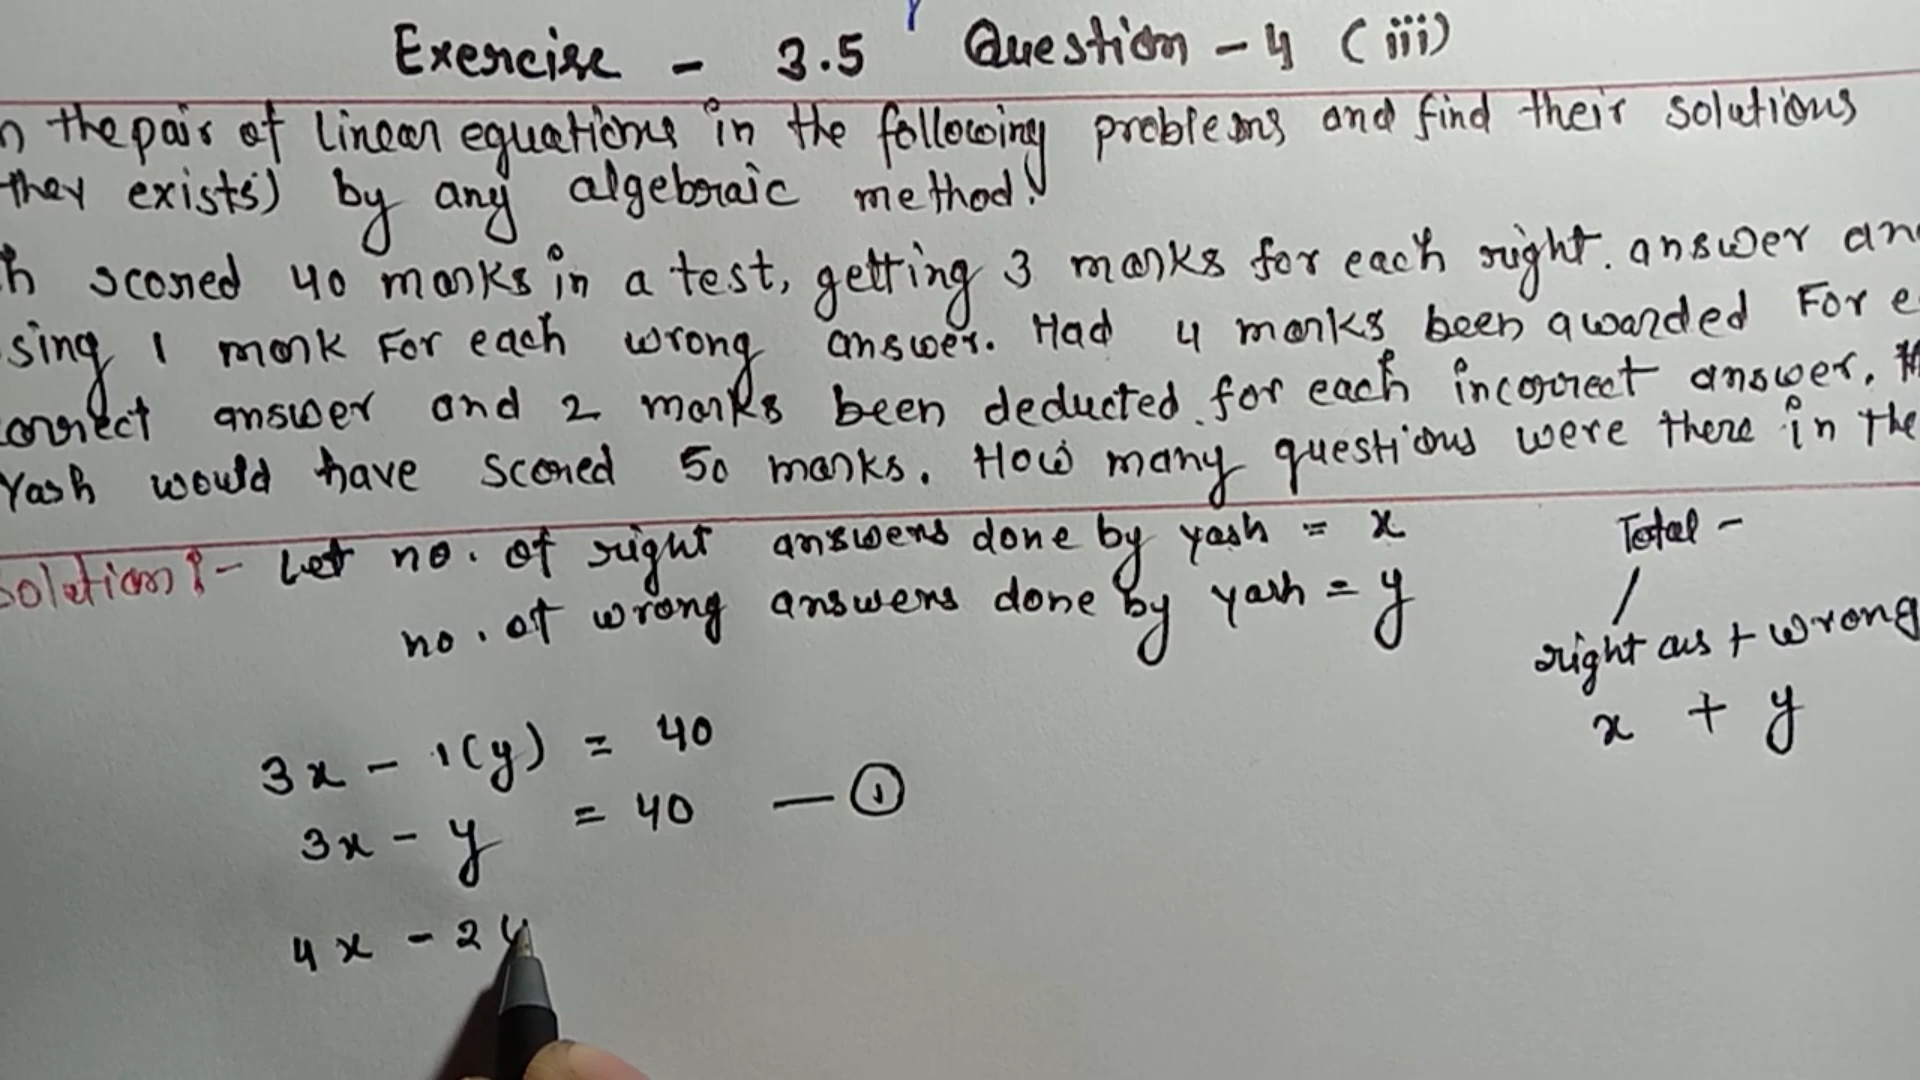 Exercise - 3.5 Question - 4 (iii)
the pair of linear equations in the following problems and find their solutions
they exists) by any algebraic method.
h scored 40 marks in a test, getting 3 marks for each right. answer an
sing 1 mark For each wrong answer. Had 4 marks been awarded For e
correct answer and 2 marks been deducted for each incorrect answer,
Yash would have scored 50 marks. How many questions were there in the
Solution :- Let no. of right answers done by yash = x
no. of wrong answers done by yash = y
Total -
right ans + wrong
x + y
3x - 1(y) = 40
3x - y = 40 — ①
4x - 2y